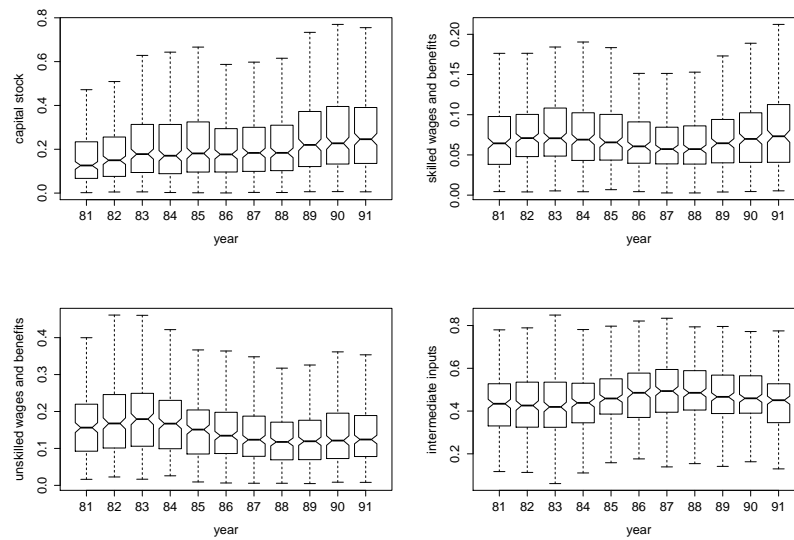 capital stock
0.8
0.6
0.4
0.2
0.0
81 82 83 84 85 86 87 88 89 90 91
year
skilled wages and benefits
0.20
0.15
0.10
0.05
0.00
81 82 83 84 85 86 87 88 89 90 91
year
unskilled wages and benefits
0.4
0.3
0.2
0.1
0.0
81 82 83 84 85 86 87 88 89 90 91
year
intermediate inputs
0.8
0.6
0.4
0.2
81 82 83 84 85 86 87 88 89 90 91
year